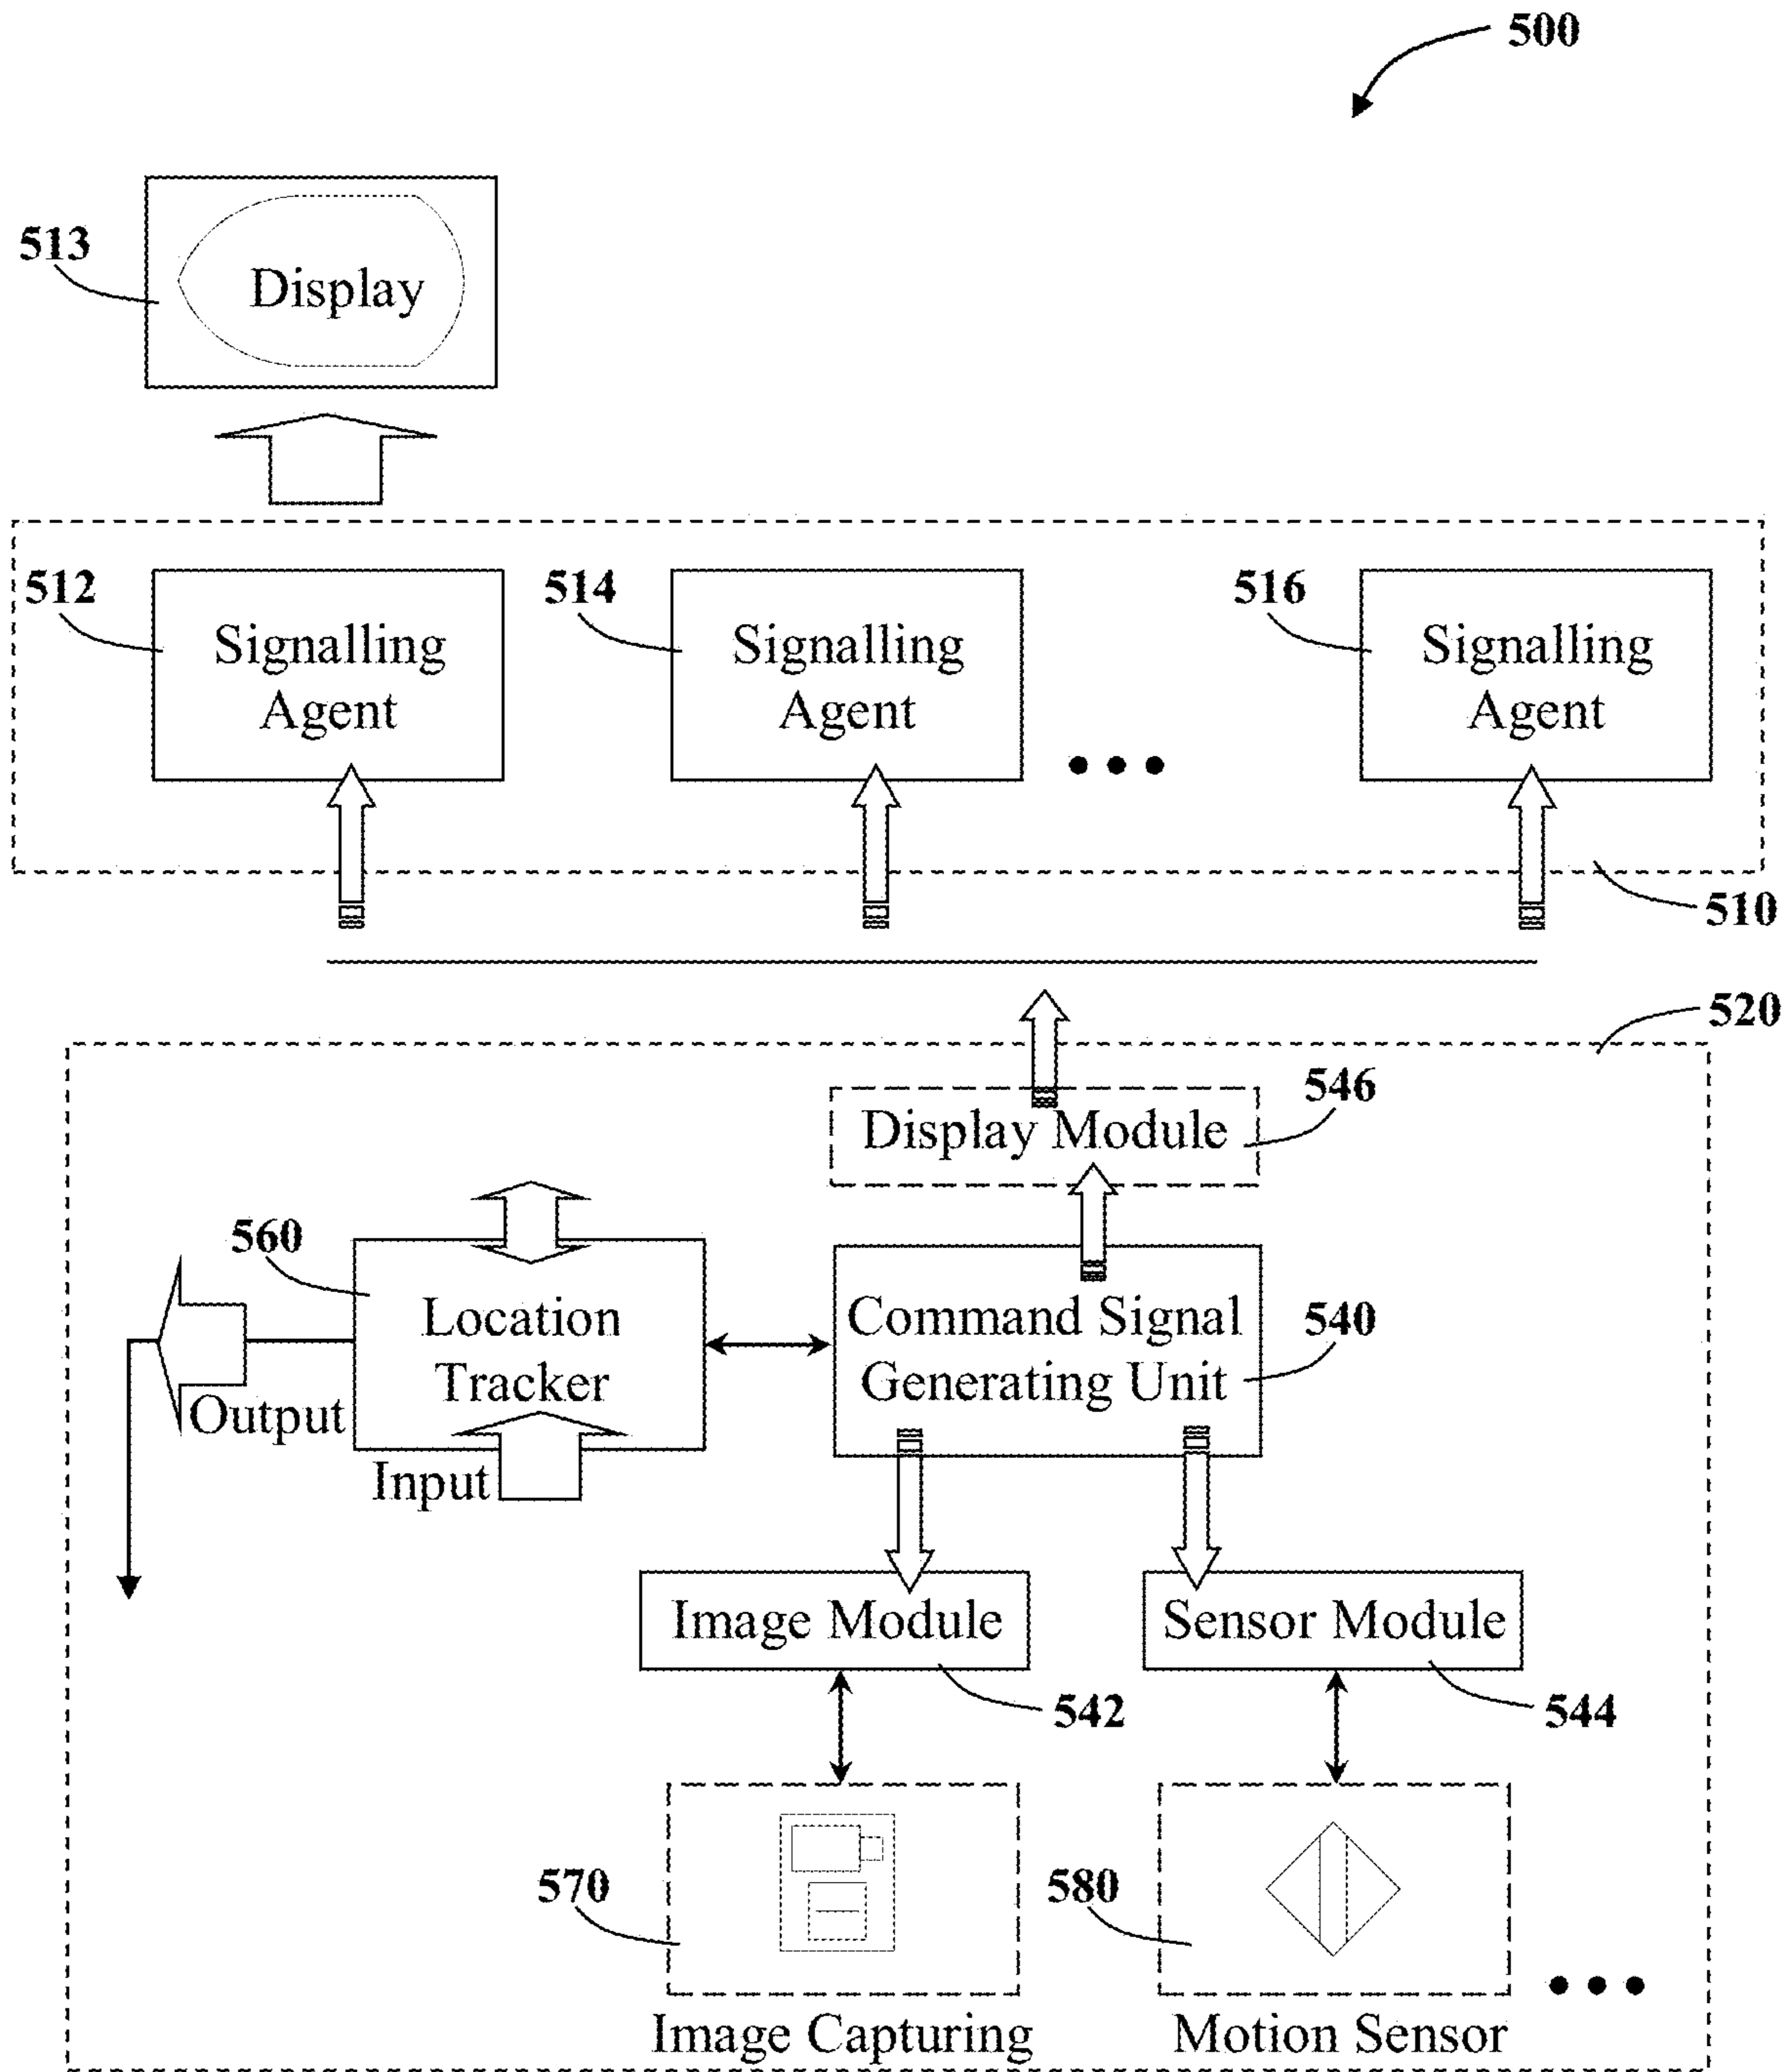 500
513
Display
512
Signalling
Agent
514
Signalling
Agent
516
Signalling
Agent
510
520
546
Display Module
560
Location
Tracker
Command Signal
Generating Unit
540
Output
Input
Image Module
Sensor Module
542
544
570
580
Image Capturing
Motion Sensor